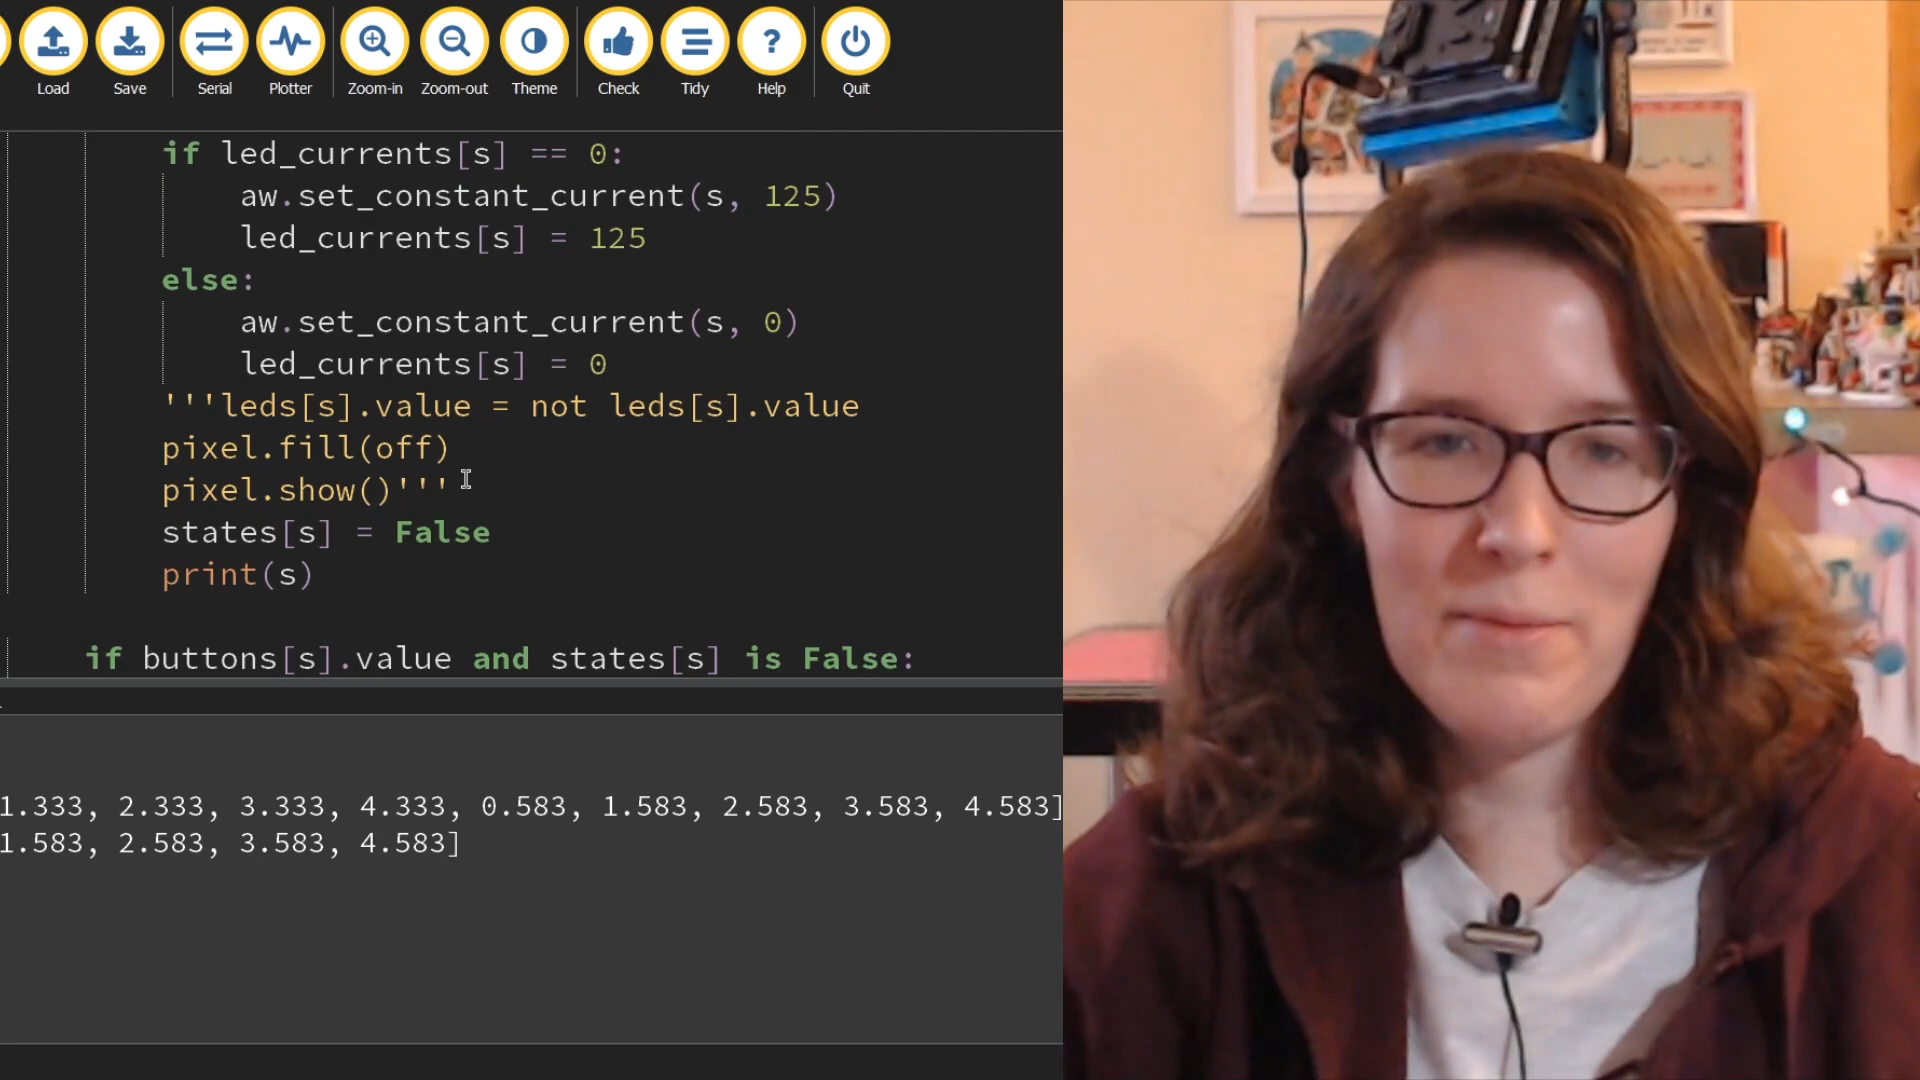 Load Save Serial Plotter Zoom-in Zoom-out Theme Check Tidy Help Quit
if led_currents[s] == 0:
aw.set_constant_current(s, 125)
led_currents[s] = 125
else:
aw.set_constant_current(s, 0)
led_currents[s] = 0
'''leds[s].value = not leds[s].value
pixel.fill(off)
pixel.show()'''
states[s] = False
print(s)
if buttons[s].value and states[s] is False:
1.333, 2.333, 3.333, 4.333, 0.583, 1.583, 2.583, 3.583, 4.583]
1.583, 2.583, 3.583, 4.583]